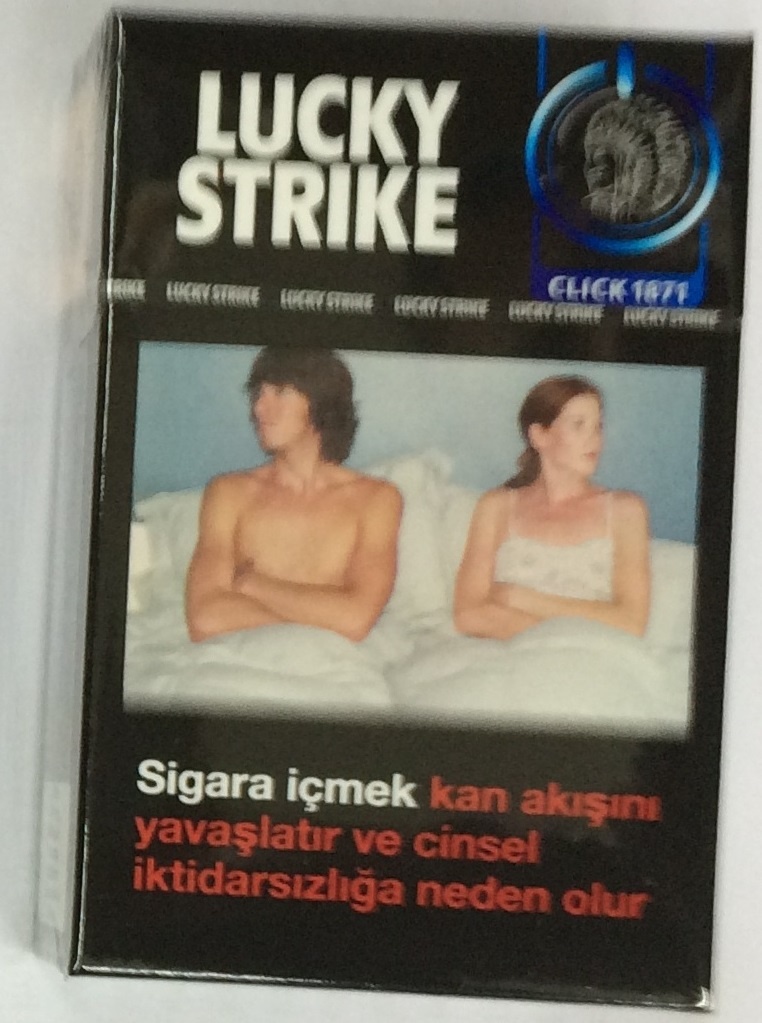 LUCKY
STRIKE
CLICK 1871
TRIKE LUCKY STRIKE LUCKY STRIKE LUCKY STRIKE LUCKY STRIKE LUCKY STRIKE
Sigara içmek kan akışını
yavaşlatır ve cinsel
iktidarsızlığa neden olur